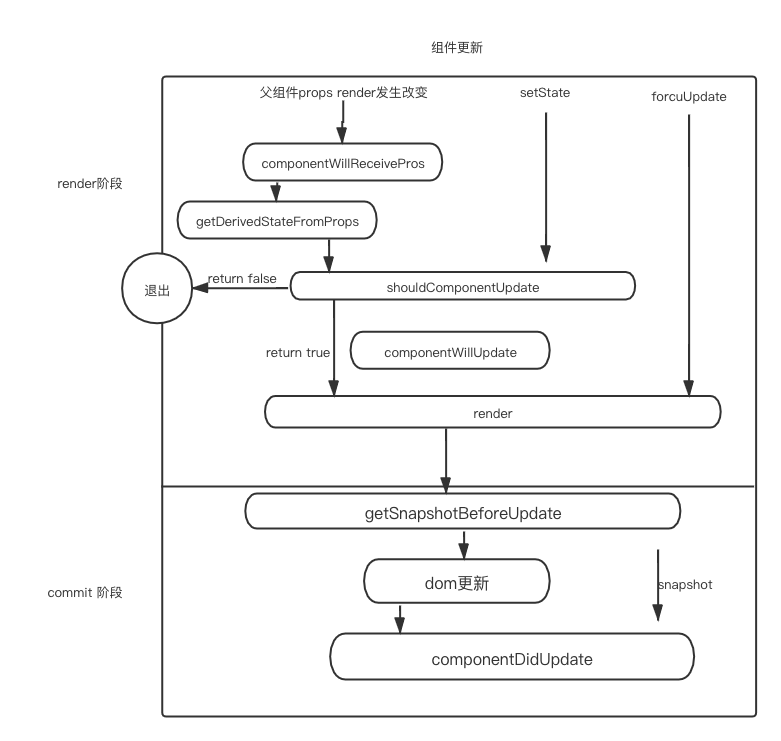 组件更新
父组件props render发生改变
setState
forcuUpdate
componentWillReceivePros
render阶段
getDerivedStateFromProps
return false
退出
shouldComponentUpdate
return true
componentWillUpdate
render
getSnapshotBeforeUpdate
dom更新
snapshot
commit 阶段
componentDidUpdate